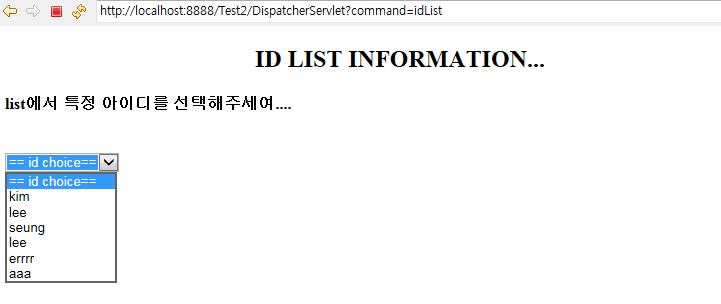 http://localhost:8888/Test2/DispatcherServlet?command=idList
ID LIST INFORMATION...
list에서 특정 아이디를 선택해주세여....
== id choice==
== id choice==
kim
lee
seung
lee
errrr
aaa